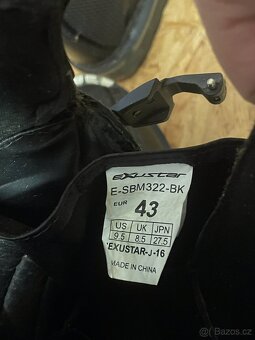 exustar
E-SBM322-BK
EUR 43
US UK JPN
9.5 8.5 27.5
EXUSTAR-J-16
MADE IN CHINA
Bazoš.cz